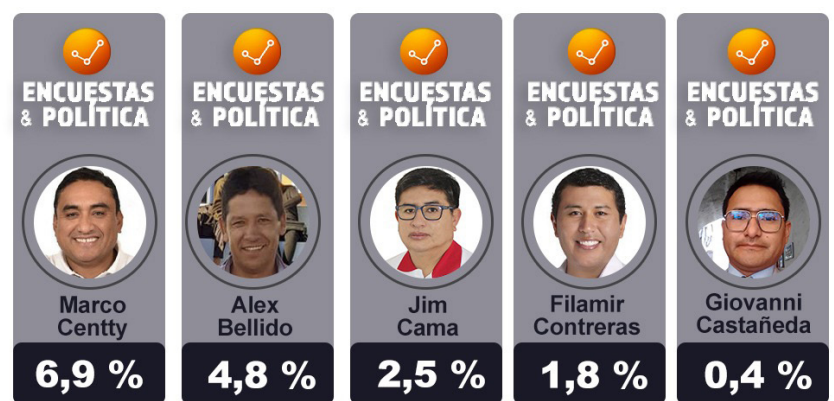 ENCUESTAS
& POLÍTICA
Marco
Centty
6,9 %
ENCUESTAS
& POLÍTICA
Alex
Bellido
4,8 %
ENCUESTAS
& POLÍTICA
Jim
Cama
2,5 %
ENCUESTAS
& POLÍTICA
Filamir
Contreras
1,8 %
ENCUESTAS
& POLÍTICA
Giovanni
Castañeda
0,4 %